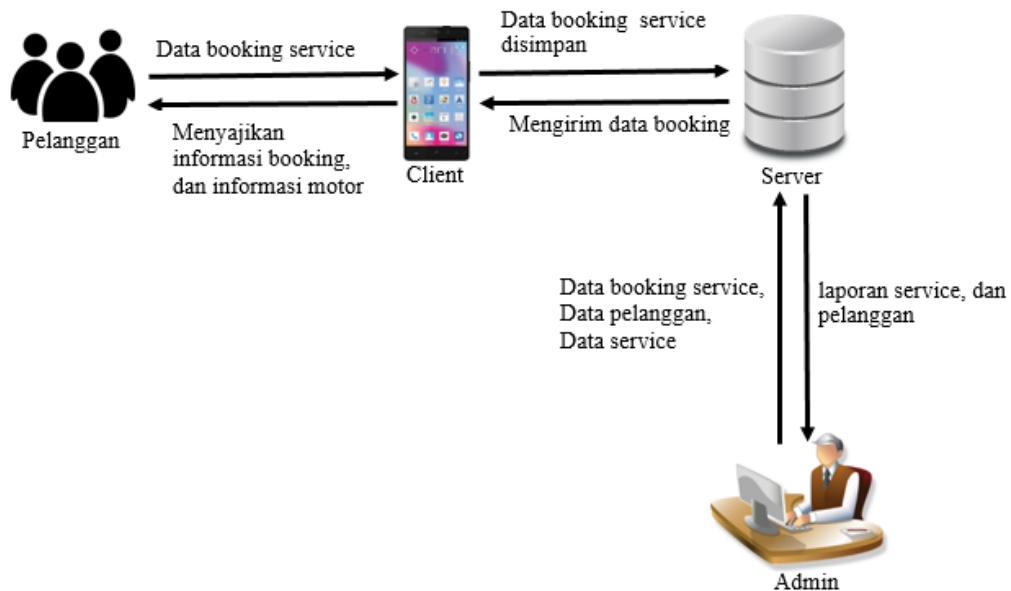 Data booking service
Data booking  service
disimpan
Pelanggan
Menyajikan
informasi booking,
dan informasi motor
Client
Mengirim data booking
Server
Data booking service,
Data pelanggan,
Data service
laporan service, dan
pelanggan
Admin